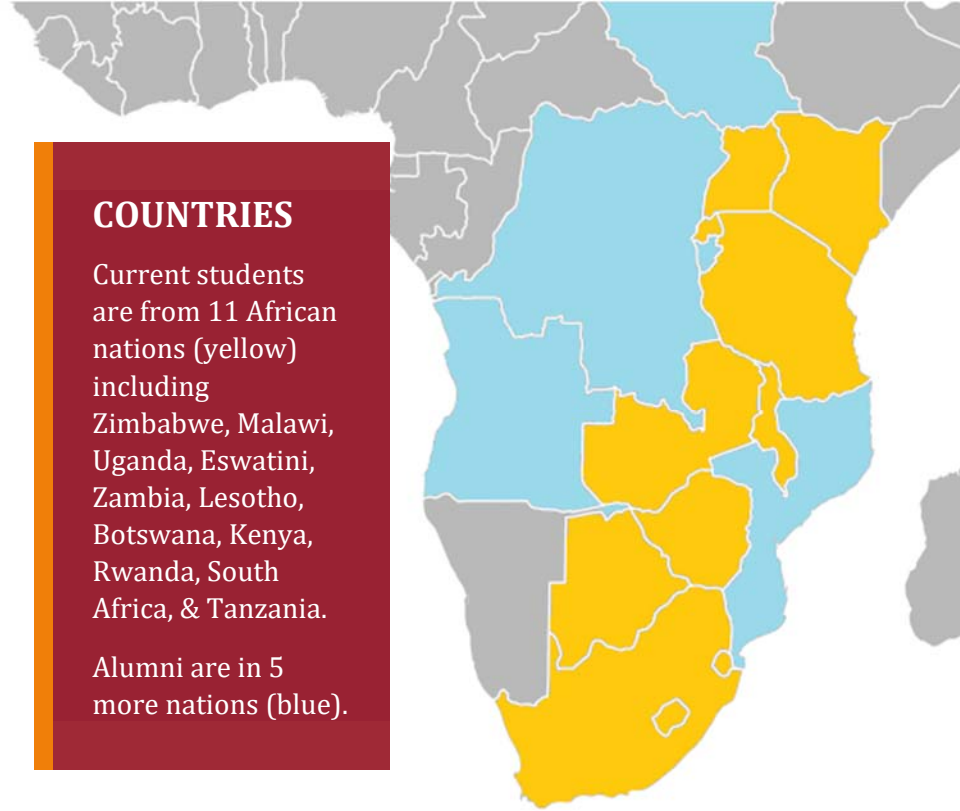 COUNTRIES
Current students
are from 11 African
nations (yellow)
including
Zimbabwe, Malawi,
Uganda, Eswatini,
Zambia, Lesotho,
Botswana, Kenya,
Rwanda, South
Africa, & Tanzania.
Alumni are in 5
more nations (blue).